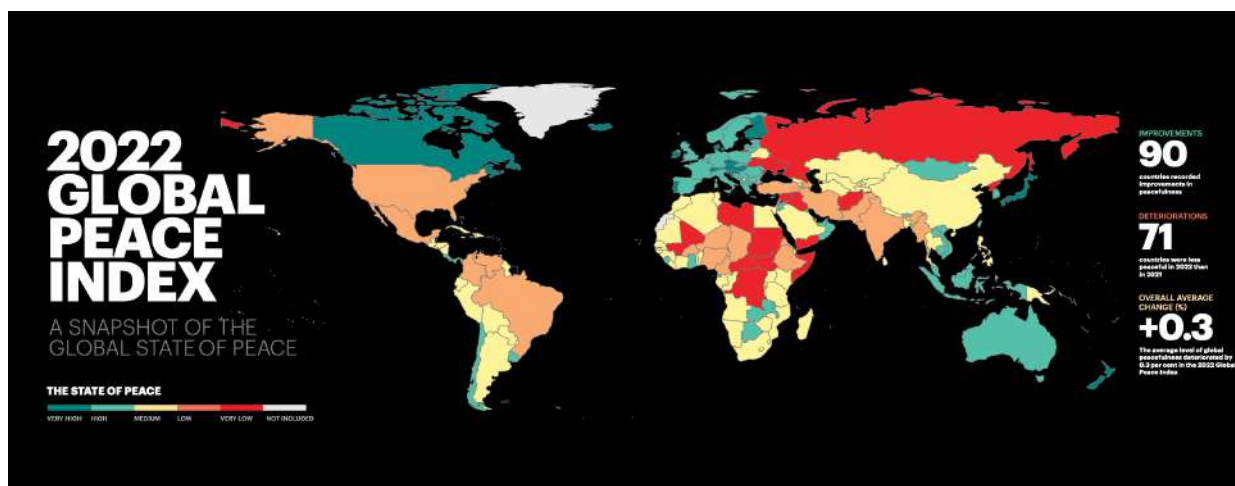 2022
GLOBAL
PEACE
INDEX
A SNAPSHOT OF THE
GLOBAL STATE OF PEACE
THE STATE OF PEACE
VERY HIGH
HIGH
MEDIUM
LOW
VERY LOW
NOT INCLUDED
IMPROVEMENTS
90
countries recorded
improvements in
peacefulness
DETERIORATIONS
71
countries were less
peaceful in 2022 than
in 2021
OVERALL AVERAGE
CHANGE (%)
+0.3
The average level of global
peacefulness deteriorated by
0.3 per cent in the 2022 Global
Peace Index